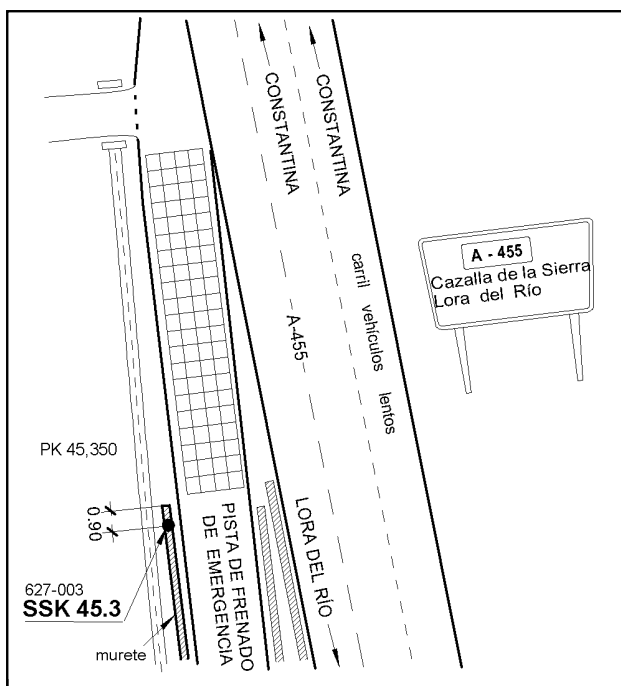 CONSTANTINA
CONSTANTINA
A - 455
Cazalla de la Sierra
Lora del Río
carril vehículos lentos
A-455
PK 45,350
0.90
PISTA DE FRENADO
DE EMERGENCIA
LORA DEL RÍO
627-003
SSK 45.3
murete